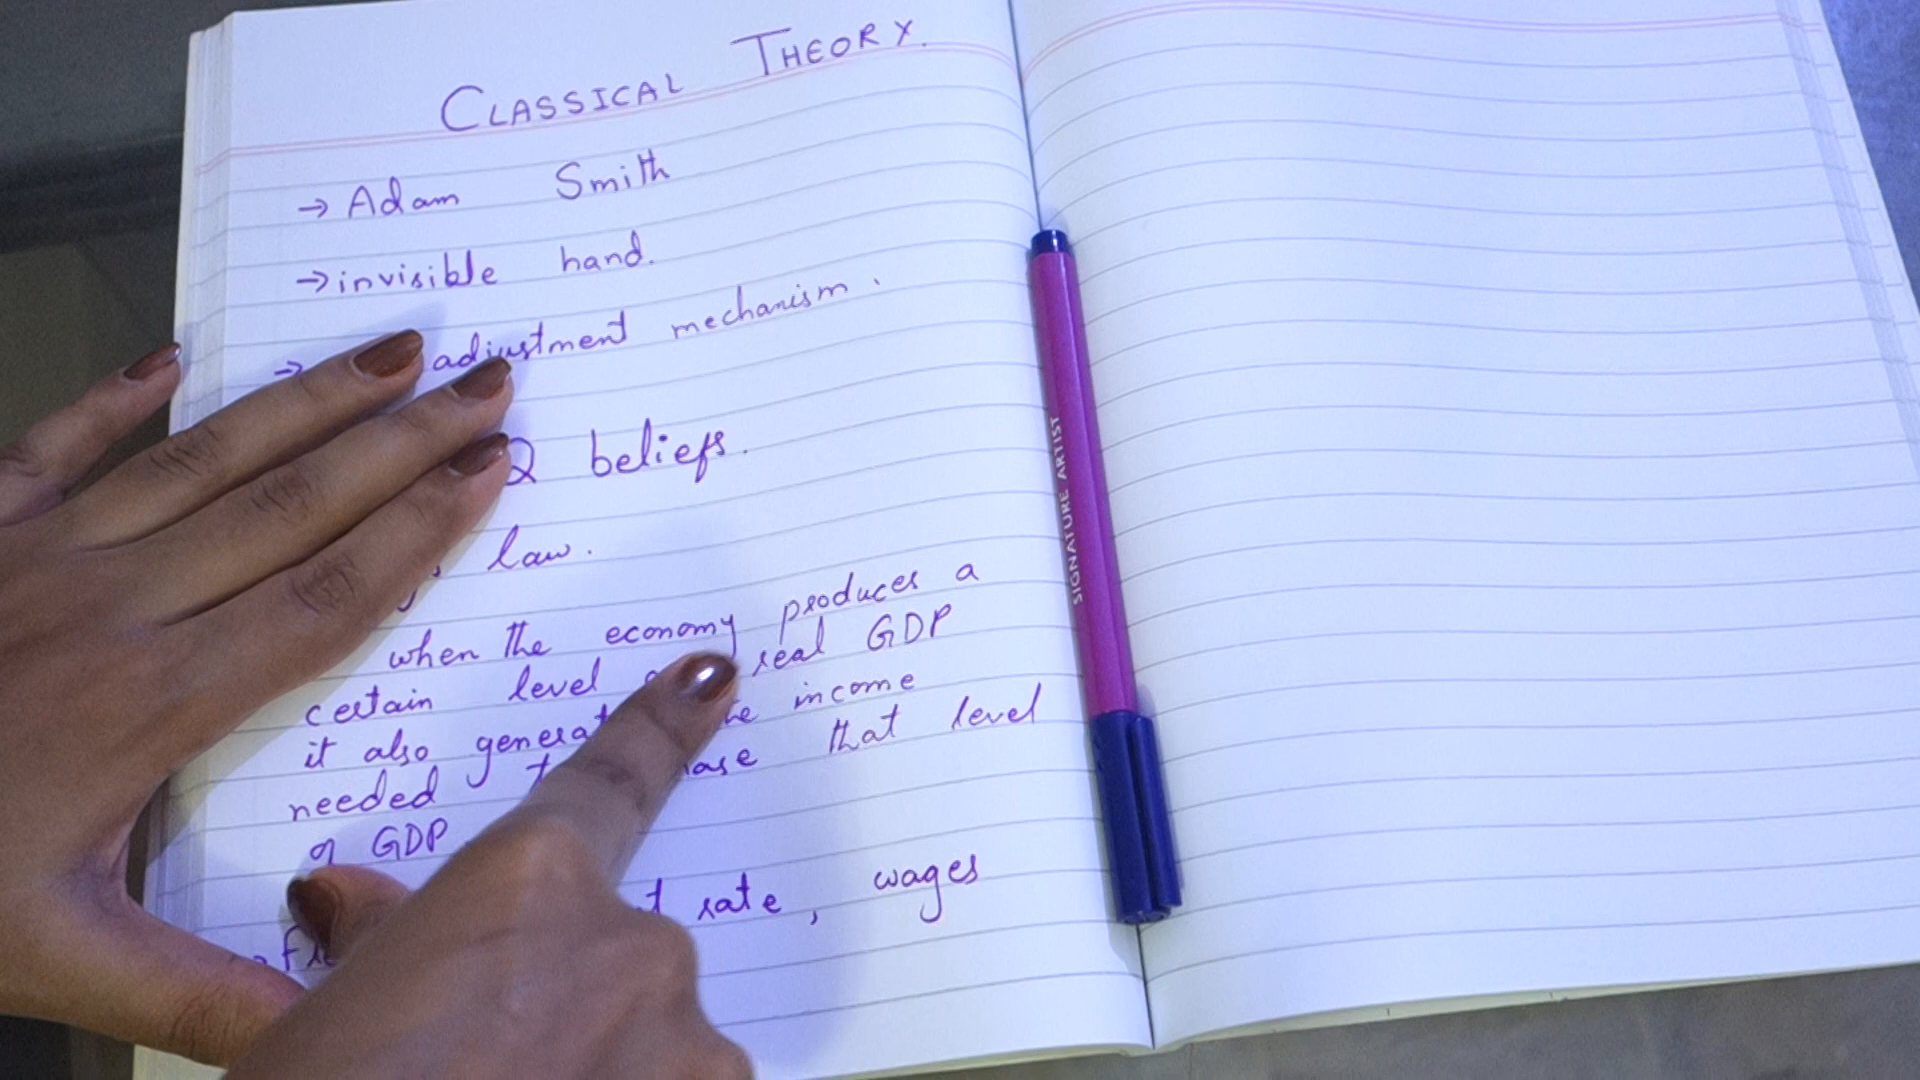 CLASSICAL THEORY.
→ Adam Smith
→ invisible hand.
→ adjustment mechanism.
2 beliefs.
law.
when the economy produces a
certain level real GDP
it also income
needed that level
of GDP
rate, wages
SIGNATURE ARTIST